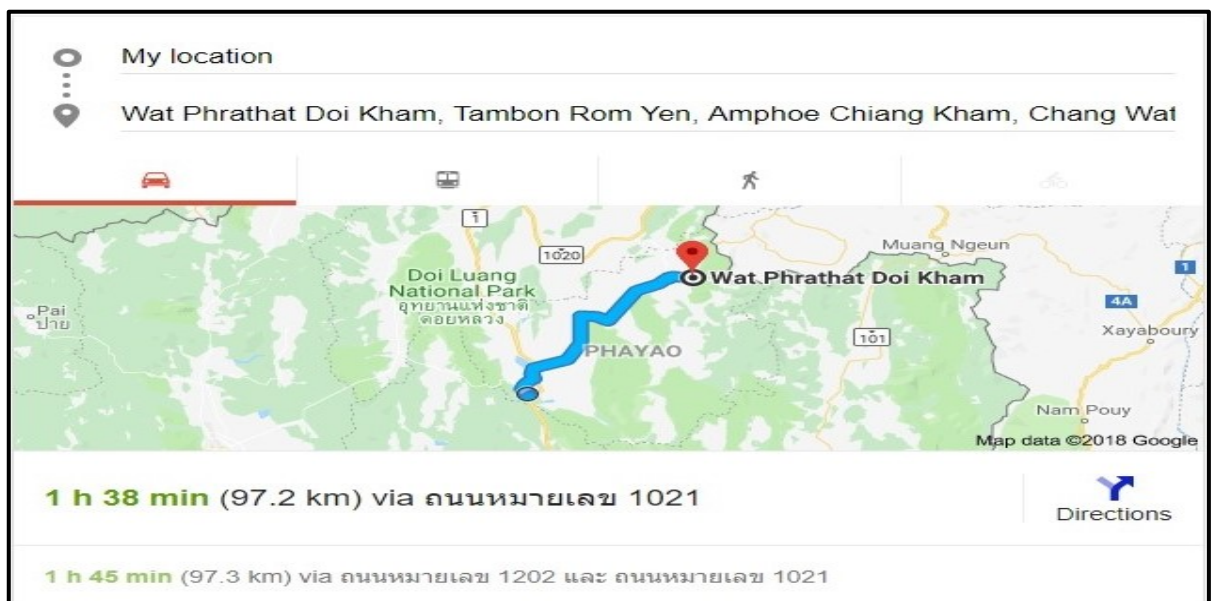 My location
Wat Phrathat Doi Kham, Tambon Rom Yen, Amphoe Chiang Kham, Chang Wat
1
1020
Muang Ngeun
Doi Luang
National Park
อุทยานแห่งชาติ
ดอยหลวง
Wat Phrathat Doi Kham
1
4A
Pai
ปาย
101
Xayaboury
PHAYAO
Nam Pouy
Map data ©2018 Google
1 h 38 min (97.2 km) via ถนนหมายเลข 1021
Directions
1 h 45 min (97.3 km) via ถนนหมายเลข 1202 และ ถนนหมายเลข 1021